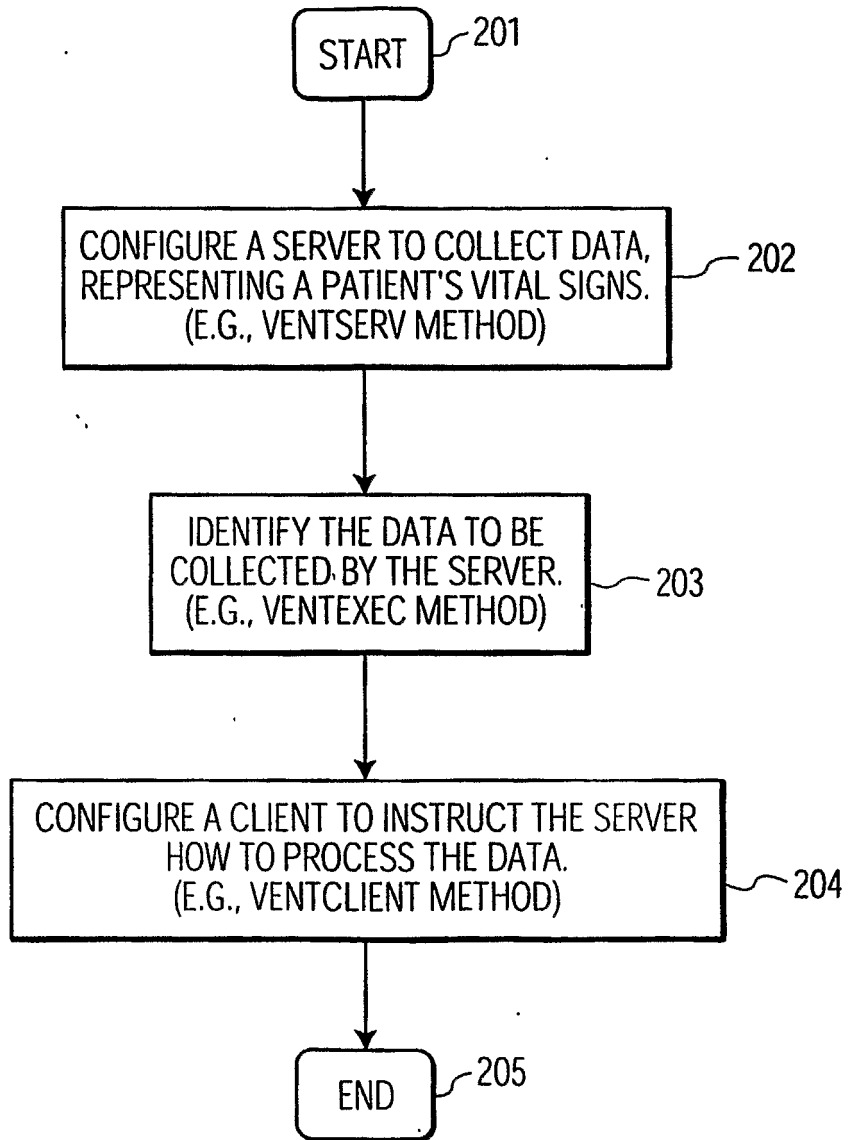 START
201
CONFIGURE A SERVER TO COLLECT DATA,
REPRESENTING A PATIENT'S VITAL SIGNS.
(E.G., VENTSERV METHOD)
202
IDENTIFY THE DATA TO BE
COLLECTED BY THE SERVER.
(E.G., VENTEXEC METHOD)
203
CONFIGURE A CLIENT TO INSTRUCT THE SERVER
HOW TO PROCESS THE DATA.
(E.G., VENTCLIENT METHOD)
204
END
205